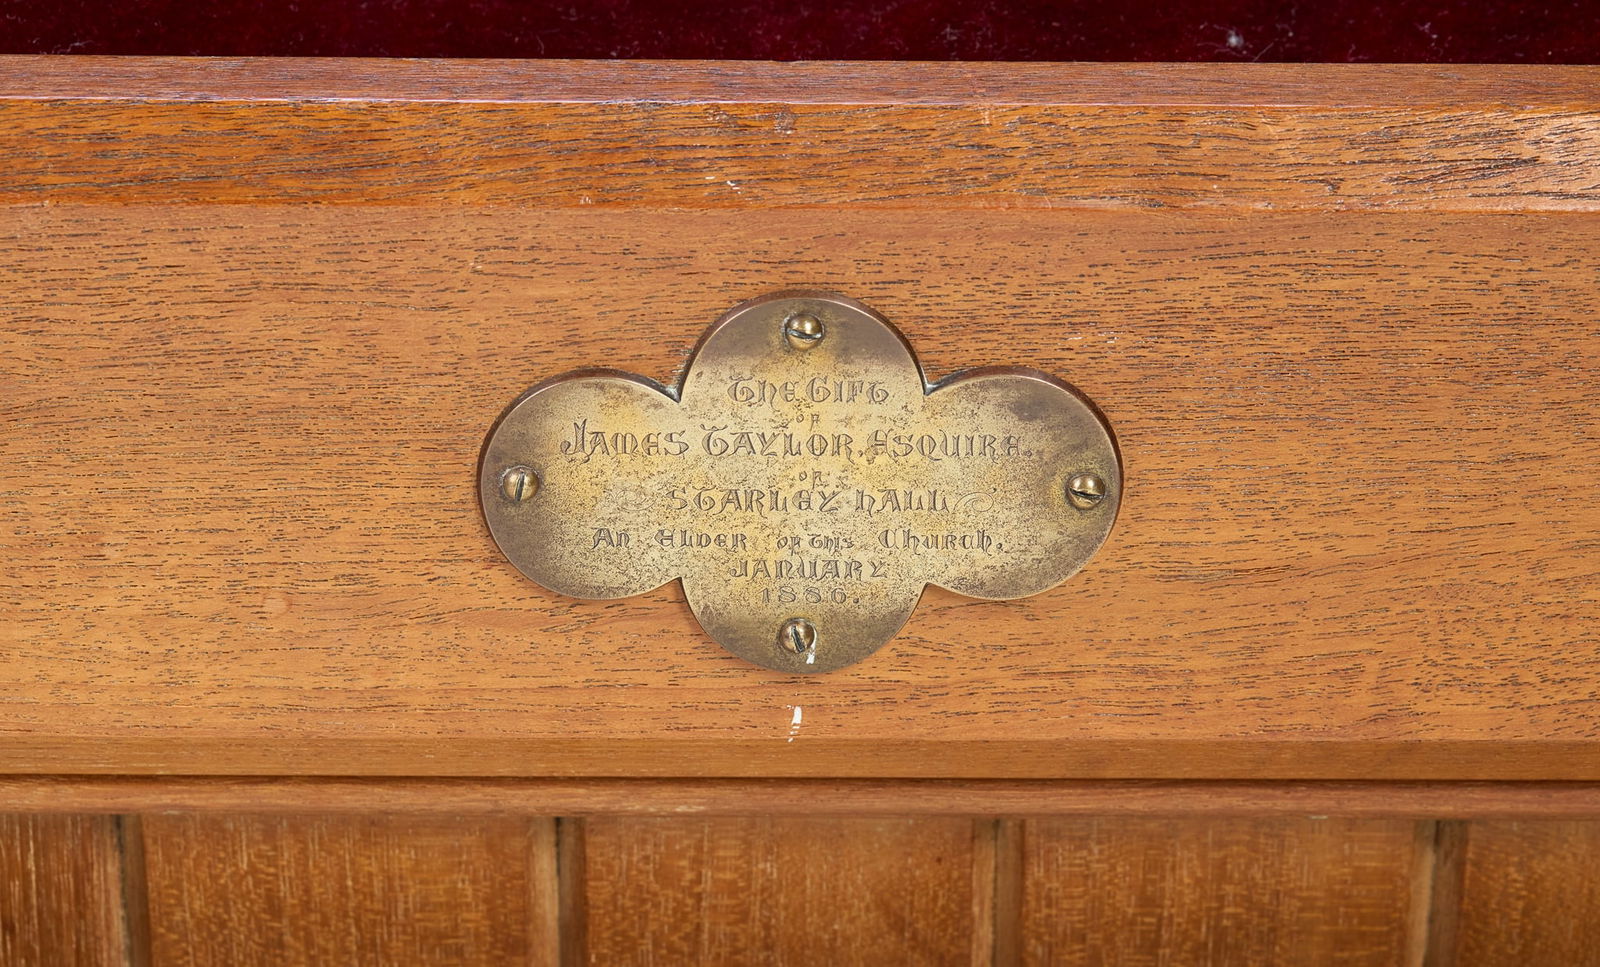 The Gift
of
James Taylor, Esquire.
of
Starley Hall
An Elder of this Church,
January
1886.